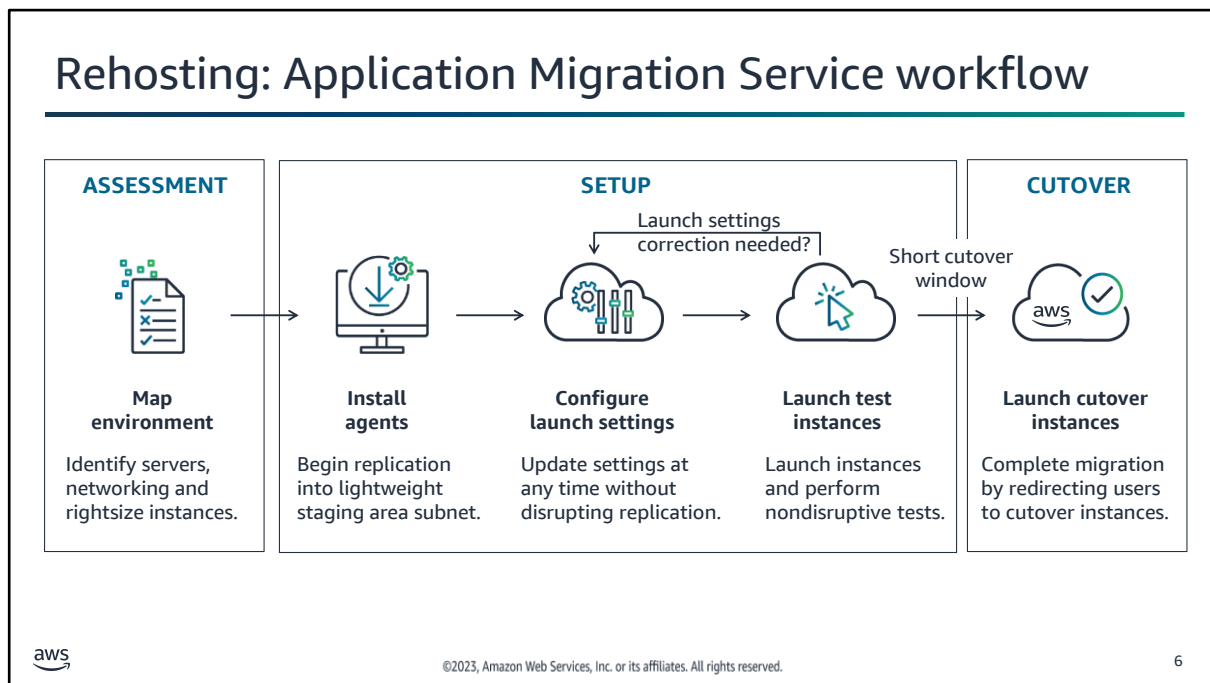 Rehosting: Application Migration Service workflow
ASSESSMENT
Map
environment
Identify servers,
networking and
rightsize instances.
SETUP
Launch settings
correction needed?
Install
agents
Begin replication
into lightweight
staging area subnet.
Configure
launch settings
Update settings at
any time without
disrupting replication.
Launch test
instances
Launch instances
and perform
nondisruptive tests.
Short cutover
window
CUTOVER
aws
Launch cutover
instances
Complete migration
by redirecting users
to cutover instances.
aws
©2023, Amazon Web Services, Inc. or its affiliates. All rights reserved.
6